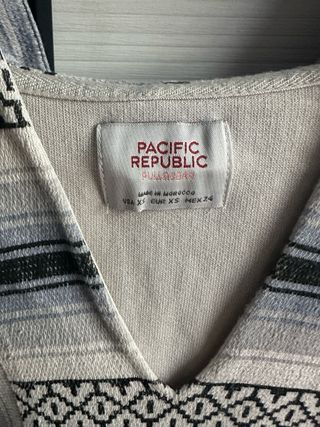 PACIFIC
REPUBLIC
PULL&BEAR
MADE IN MOROCCO
USA XS EUR XS MEX 24